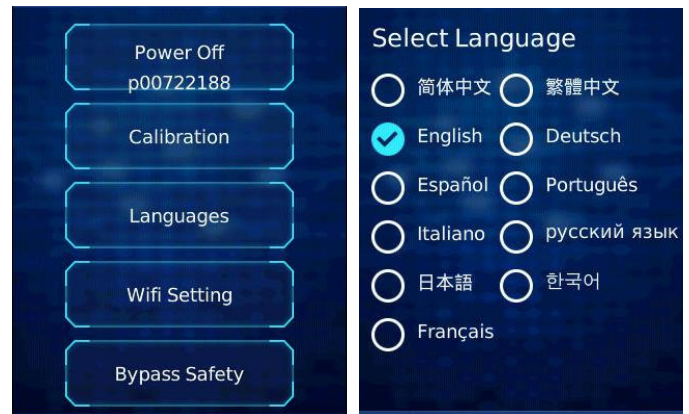 Power Off
p00722188
Calibration
Languages
Wifi Setting
Bypass Safety
Select Language
简体中文 繁體中文
English Deutsch
Español Português
Italiano русский язык
日本語 한국어
Français